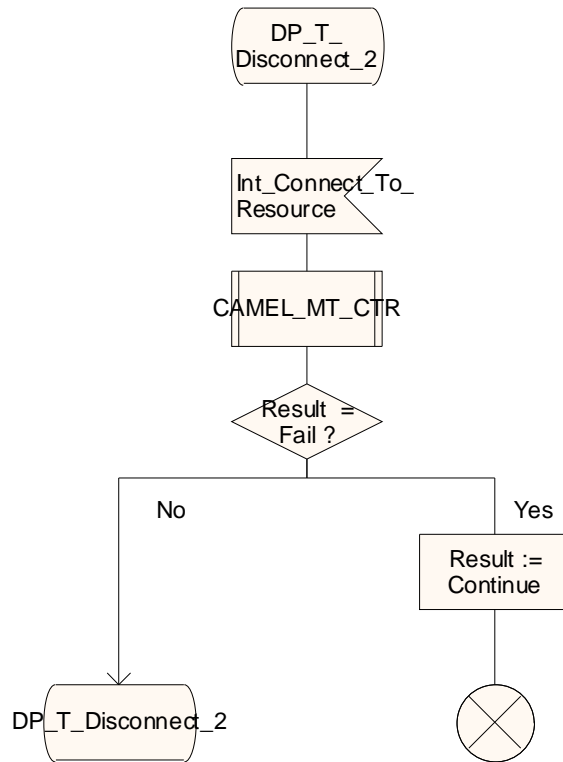 DP_T_
Disconnect_2
Int_Connect_To_
Resource
CAMEL_MT_CTR
Result =
Fail ?
No
Yes
Result :=
Continue
DP_T_Disconnect_2